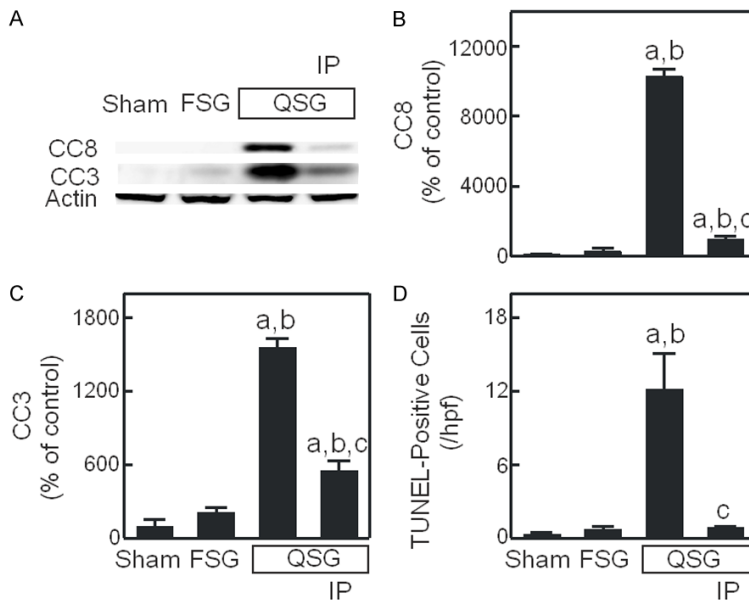 A
IP
Sham FSG QSG
CC8
CC3
Actin
B
CC8
(% of control)
12000
8000
4000
0
a,b
a,b,c
C
CC3
(% of control)
1800
1200
600
0
a,b
a,b,c
Sham FSG QSG
IP
D
TUNEL-Positive Cells
(/hpf)
18
12
6
0
a,b
c
Sham FSG QSG
IP